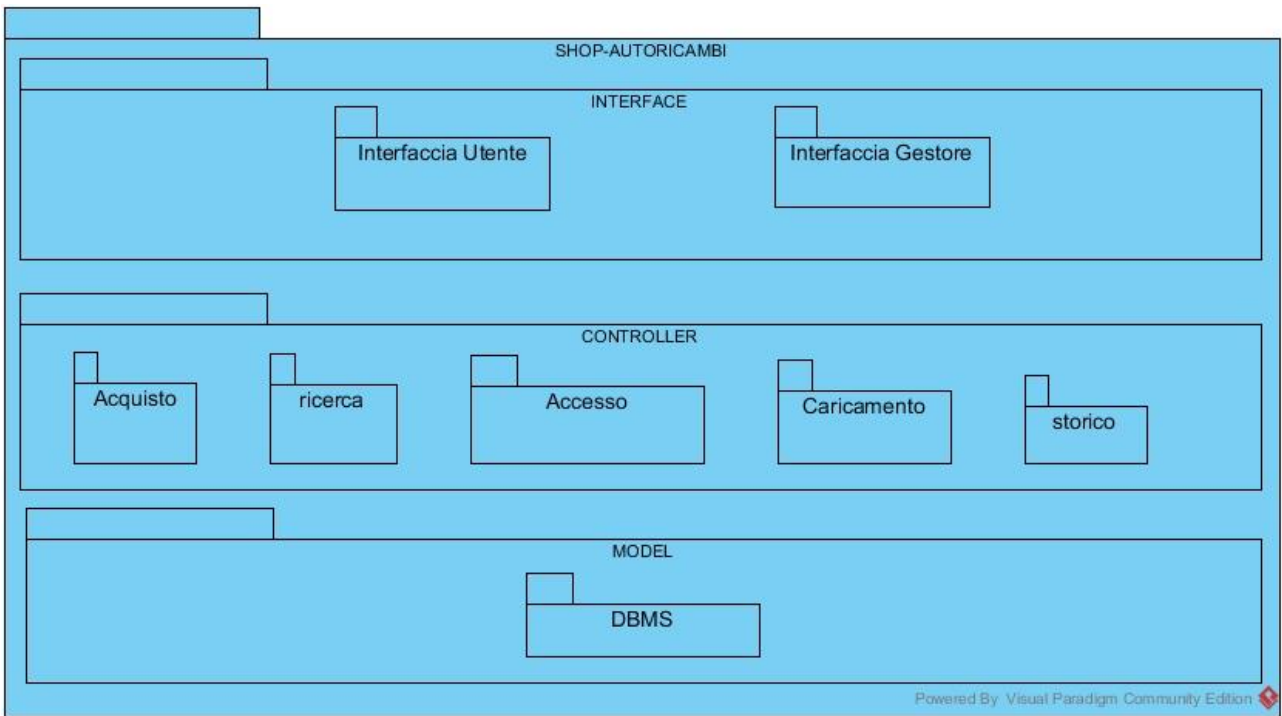 SHOP-AUTORICAMBI
INTERFACE
Interfaccia Utente
Interfaccia Gestore
CONTROLLER
Acquisto
ricerca
Accesso
Caricamento
storico
MODEL
DBMS
Powered By Visual Paradigm Community Edition